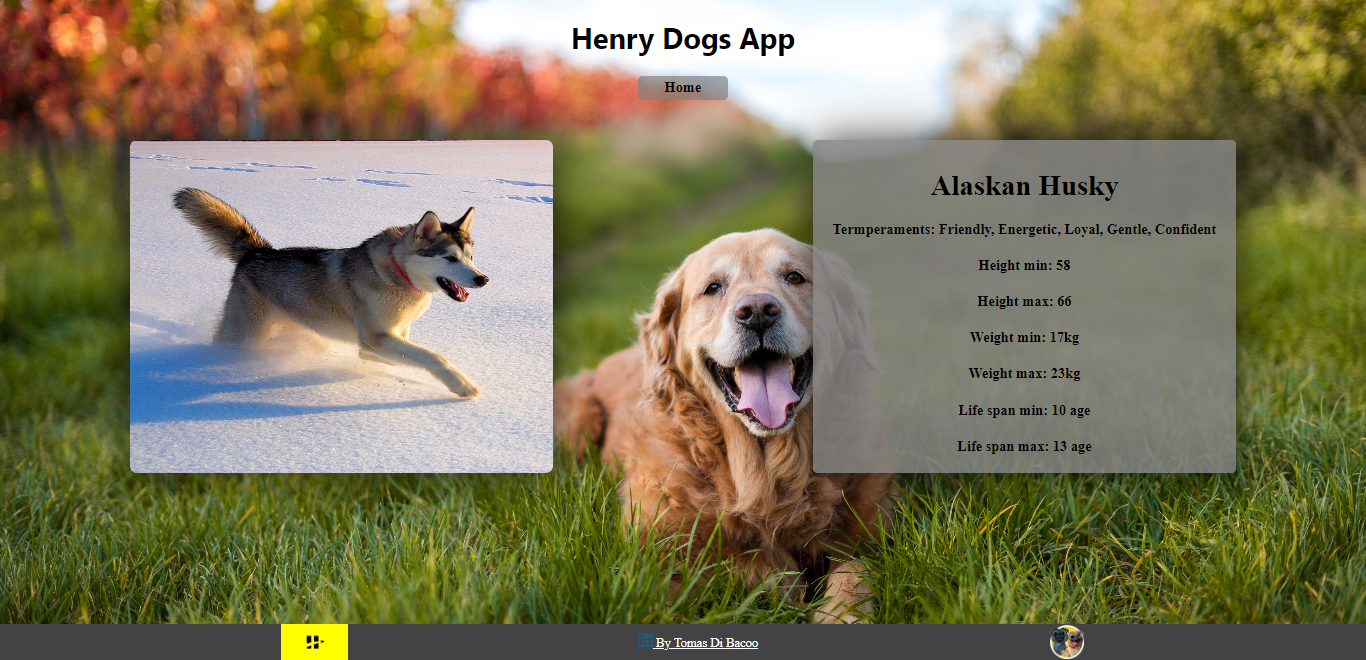 Henry Dogs App
Home
Alaskan Husky
Termperaments: Friendly, Energetic, Loyal, Gentle, Confident
Height min: 58
Height max: 66
Weight min: 17kg
Weight max: 23kg
Life span min: 10 age
Life span max: 13 age
By Tomas Di Bacoo